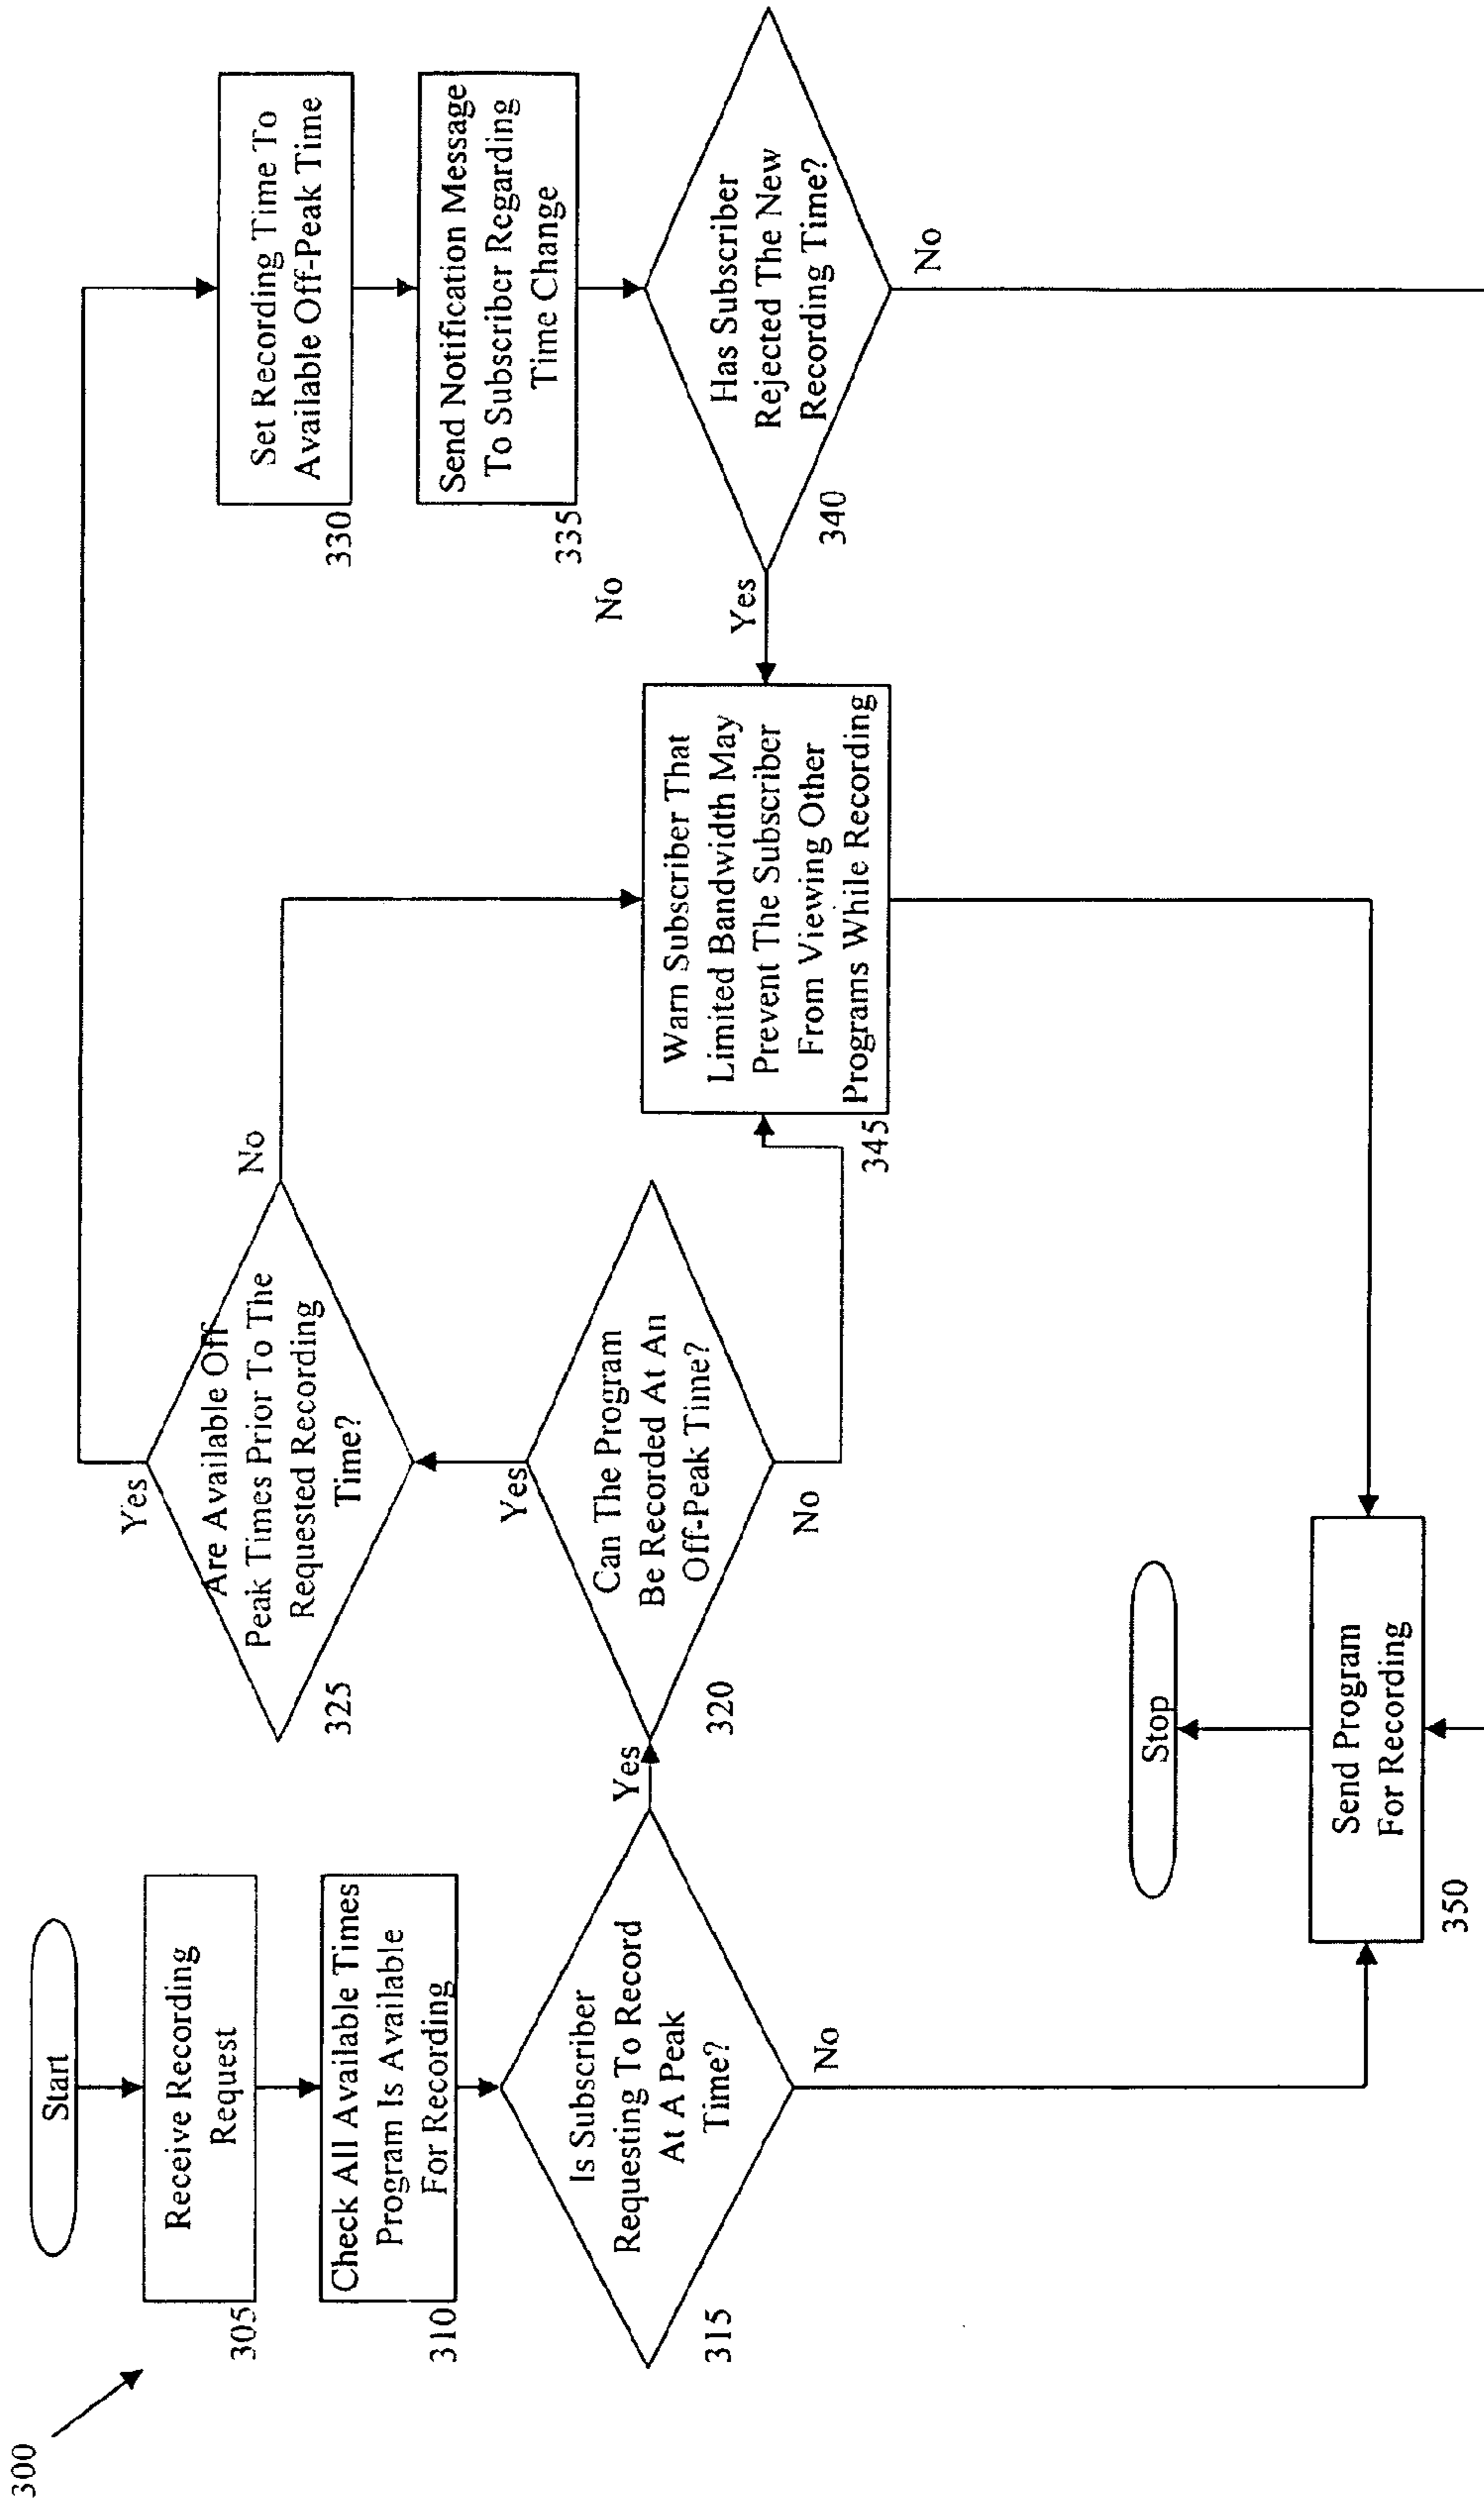 300
Start
Receive Recording
Request
305
Check All Available Times
Program Is Available
For Recording
310
Is Subscriber
Requesting To Record
At A Peak
Time?
315
Yes
No
Can The Program
Be Recorded At An
Off-Peak Time?
320
Yes
No
Are Available Off
Peak Times Prior To The
Requested Recording
Time?
325
Yes
No
Set Recording Time To
Available Off-Peak Time
330
Send Notification Message
To Subscriber Regarding
Time Change
335
No
Has Subscriber
Rejected The New
Recording Time?
340
Yes
No
Warn Subscriber That
Limited Bandwidth May
Prevent The Subscriber
From Viewing Other
Programs While Recording
345
Send Program
For Recording
350
Stop